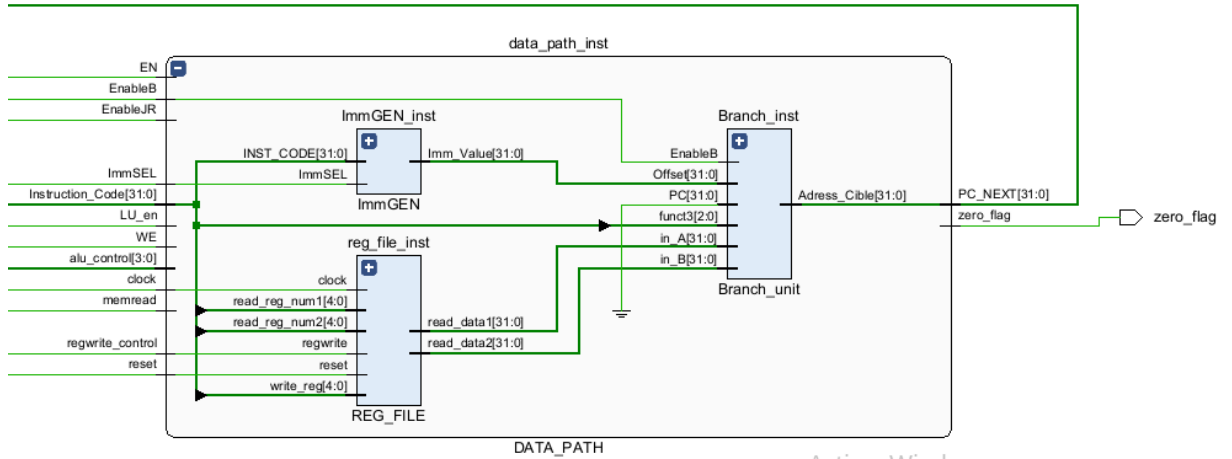 data_path_inst
EN
EnableB
EnableJR
ImmSEL
Instruction_Code[31:0]
LU_en
WE
alu_control[3:0]
clock
memread
regwrite_control
reset
ImmGEN_inst
INST_CODE[31:0]
ImmSEL
Imm_Value[31:0]
ImmGEN
reg_file_inst
clock
read_reg_num1[4:0]
read_reg_num2[4:0]
regwrite
reset
write_reg[4:0]
read_data1[31:0]
read_data2[31:0]
REG_FILE
Branch_inst
EnableB
Offset[31:0]
PC[31:0]
funct3[2:0]
in_A[31:0]
in_B[31:0]
Adress_Cible[31:0]
Branch_unit
PC_NEXT[31:0]
zero_flag
zero_flag
DATA_PATH